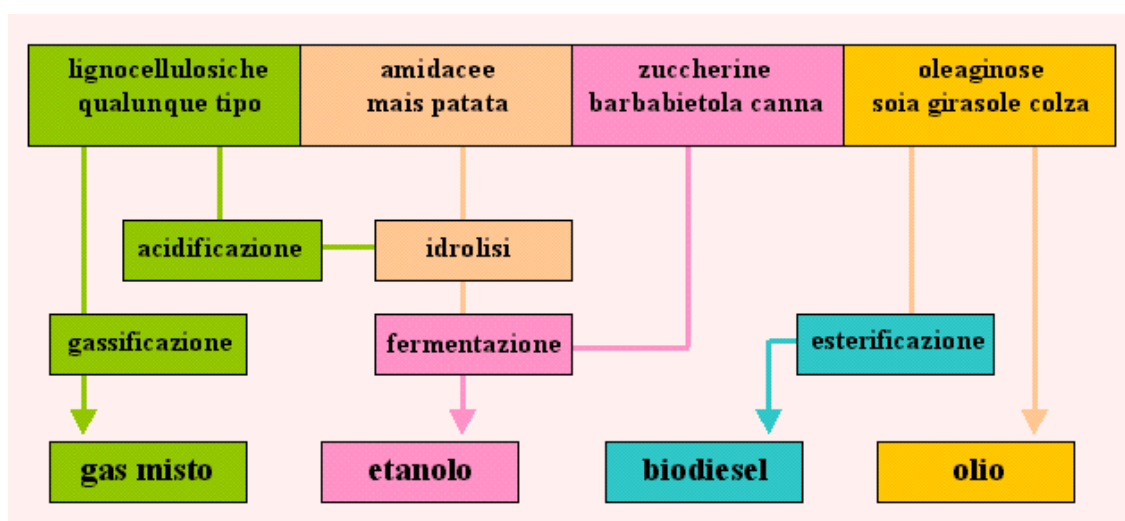 lignocellulosiche
qualunque tipo
amidacee
mais patata
zuccherine
barbabietola canna
oleaginose
soia girasole colza
acidificazione
idrolisi
gassificazione
fermentazione
esterificazione
gas misto
etanolo
biodiesel
olio